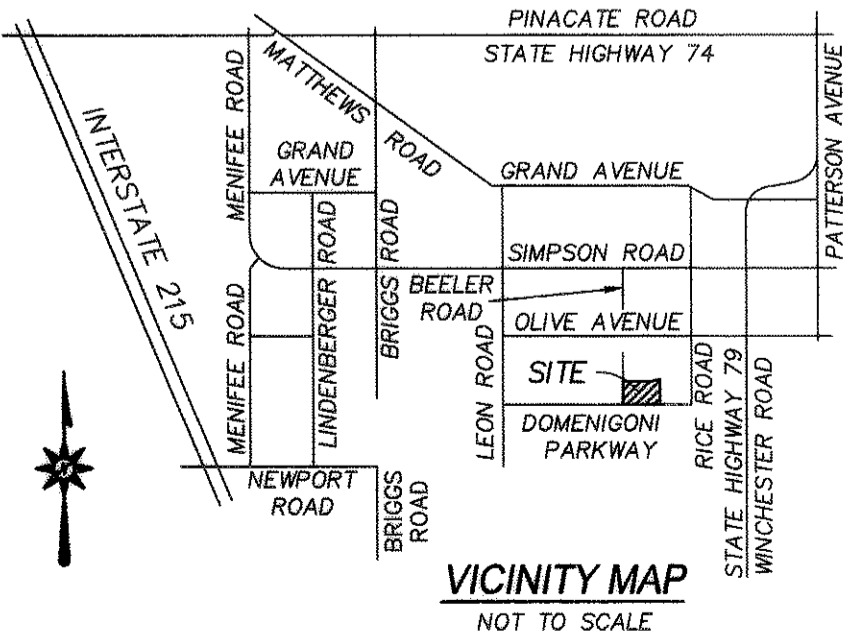 PINACATE ROAD
STATE HIGHWAY 74
MENIFEE ROAD
MATTHEWS ROAD
PATTERSON AVENUE
INTERSTATE 215
GRAND
AVENUE
GRAND AVENUE
LINDENBERGER ROAD
BRIGGS ROAD
SIMPSON ROAD
BEELER
ROAD
OLIVE AVENUE
MENIFEE ROAD
LEON ROAD
SITE
RICE ROAD
STATE HIGHWAY 79
WINCHESTER ROAD
DOMENIGONI
PARKWAY
NEWPORT
ROAD
BRIGGS
ROAD
VICINITY MAP
NOT TO SCALE